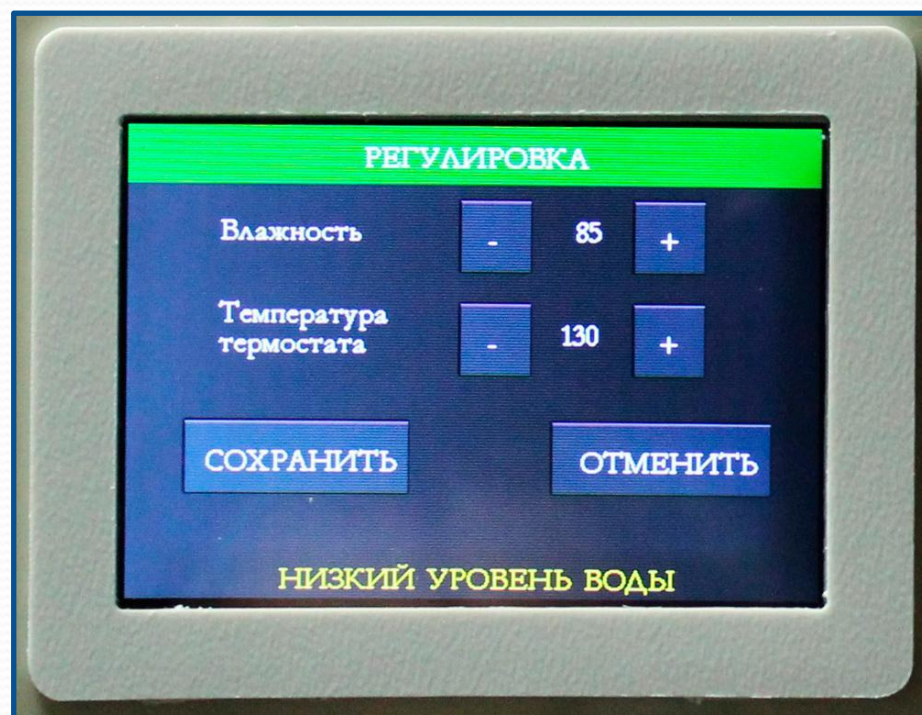 РЕГУЛИРОВКА
Влажность - 85 +
Температура
термостата - 130 +
СОХРАНИТЬ ОТМЕНИТЬ
НИЗКИЙ УРОВЕНЬ ВОДЫ